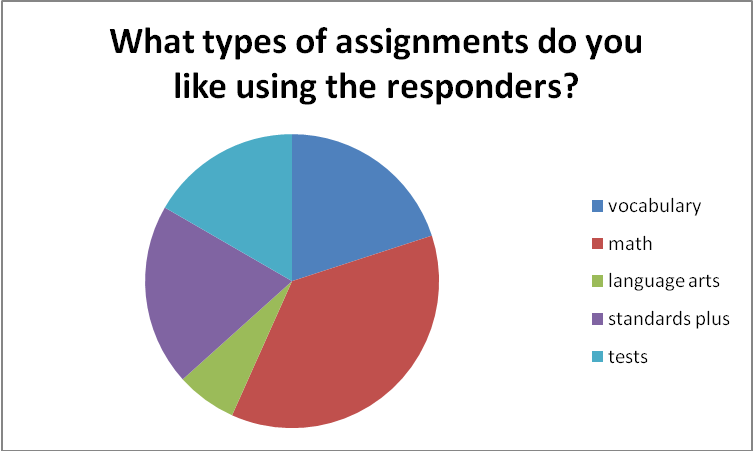 What types of assignments do you
like using the responders?
vocabulary
math
language arts
standards plus
tests